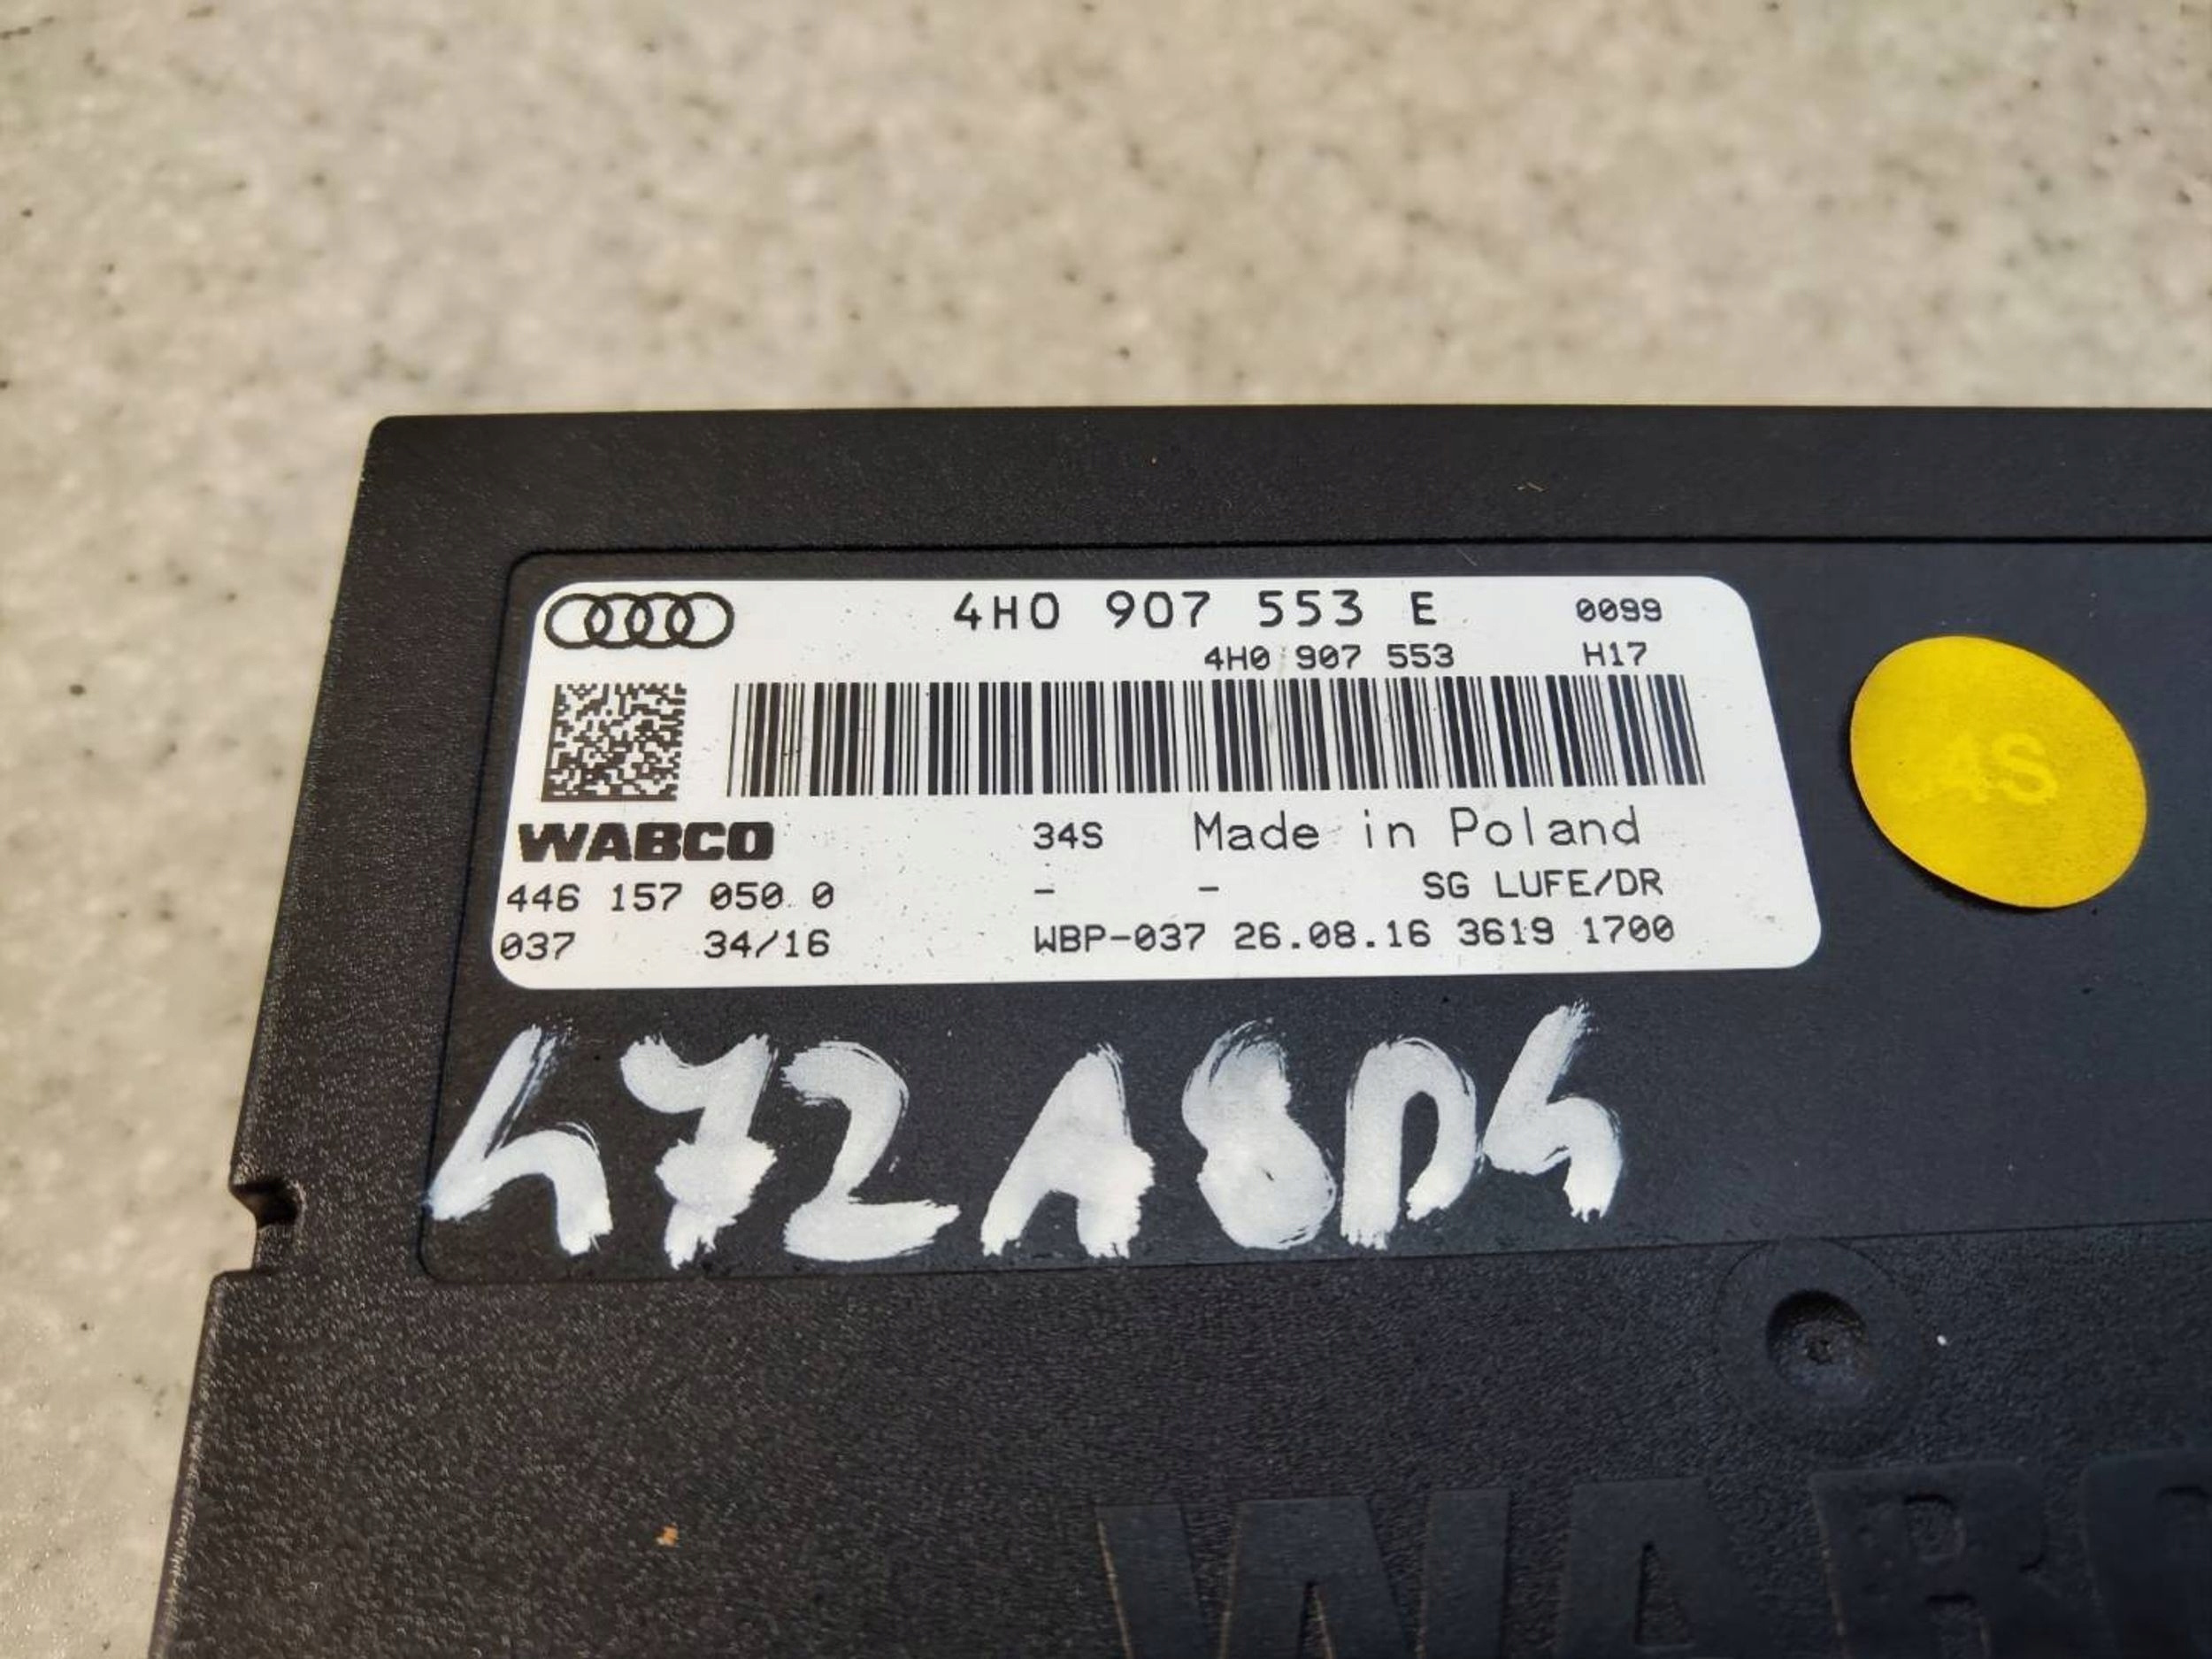 4H0 907 553 E 0099
4H0 907 553 H17
WABCO 34S Made in Poland
446 157 050 0 - - SG LUFE/DR
037 34/16 WBP-037 26.08.16 3619 1700
4S
472A8D4